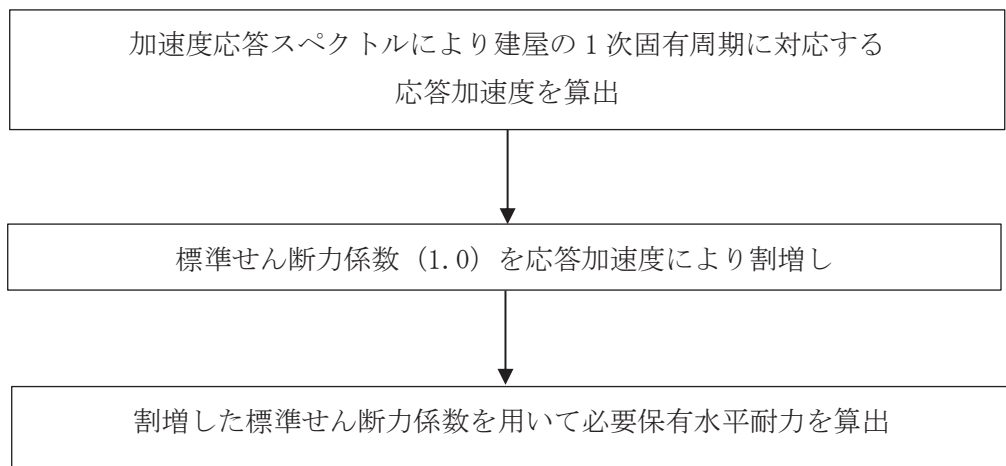 加速度応答スペクトルにより建屋の1次固有周期に対応する
応答加速度を算出
標準せん断力係数（1.0）を応答加速度により割増し
割増した標準せん断力係数を用いて必要保有水平耐力を算出